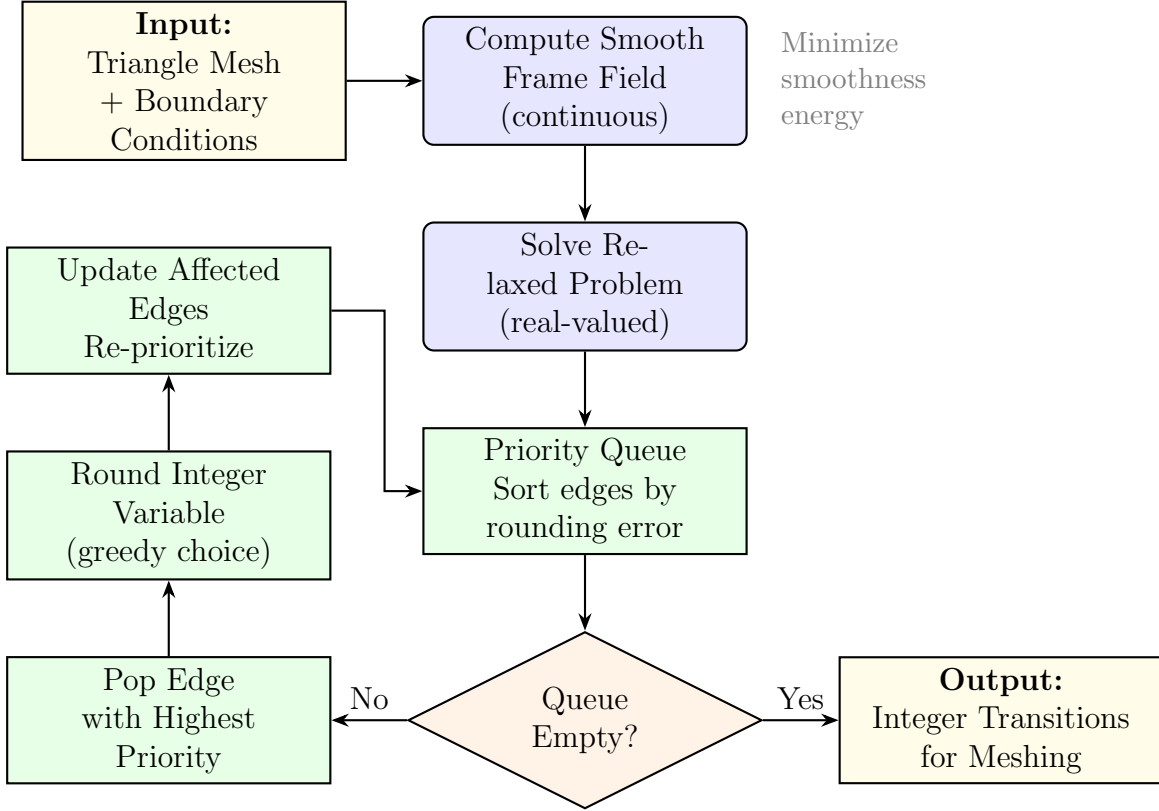 Input:
Triangle Mesh
+ Boundary
Conditions
Compute Smooth
Frame Field
(continuous)
Minimize
smoothness
energy
Solve Re-
laxed Problem
(real-valued)
Update Affected
Edges
Re-prioritize
Priority Queue
Sort edges by
rounding error
Round Integer
Variable
(greedy choice)
Pop Edge
with Highest
Priority
No
Queue
Empty?
Yes
Output:
Integer Transitions
for Meshing